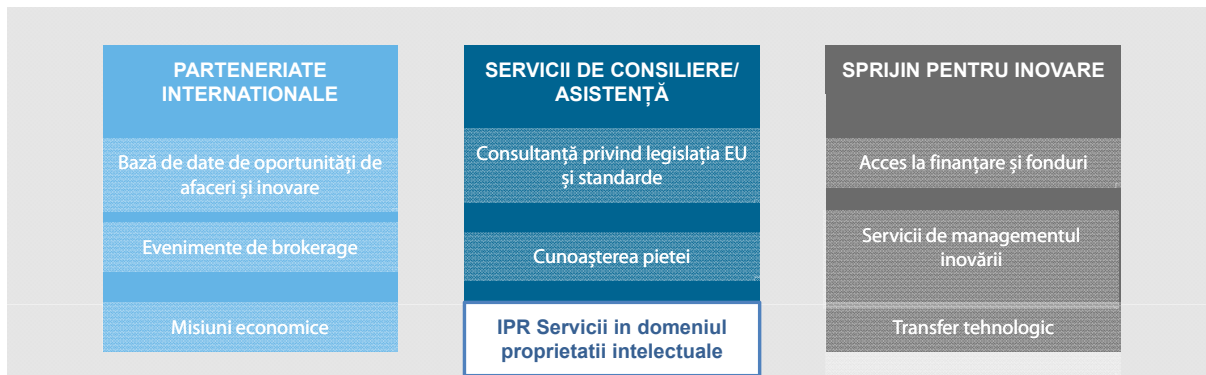 PARTENERIATE
INTERNATIONALE
Bază de date de oportunități de
afaceri și inovare
Evenimente de brokerage
Misiuni economice
SERVICII DE CONSILIERE/
ASISTENȚĂ
Consultanță privind legislația EU
și standarde
Cunoașterea pietei
IPR Servicii in domeniul
proprietatii intelectuale
SPRIJIN PENTRU INOVARE
Acces la finanțare și fonduri
Servicii de managementul
inovării
Transfer tehnologic